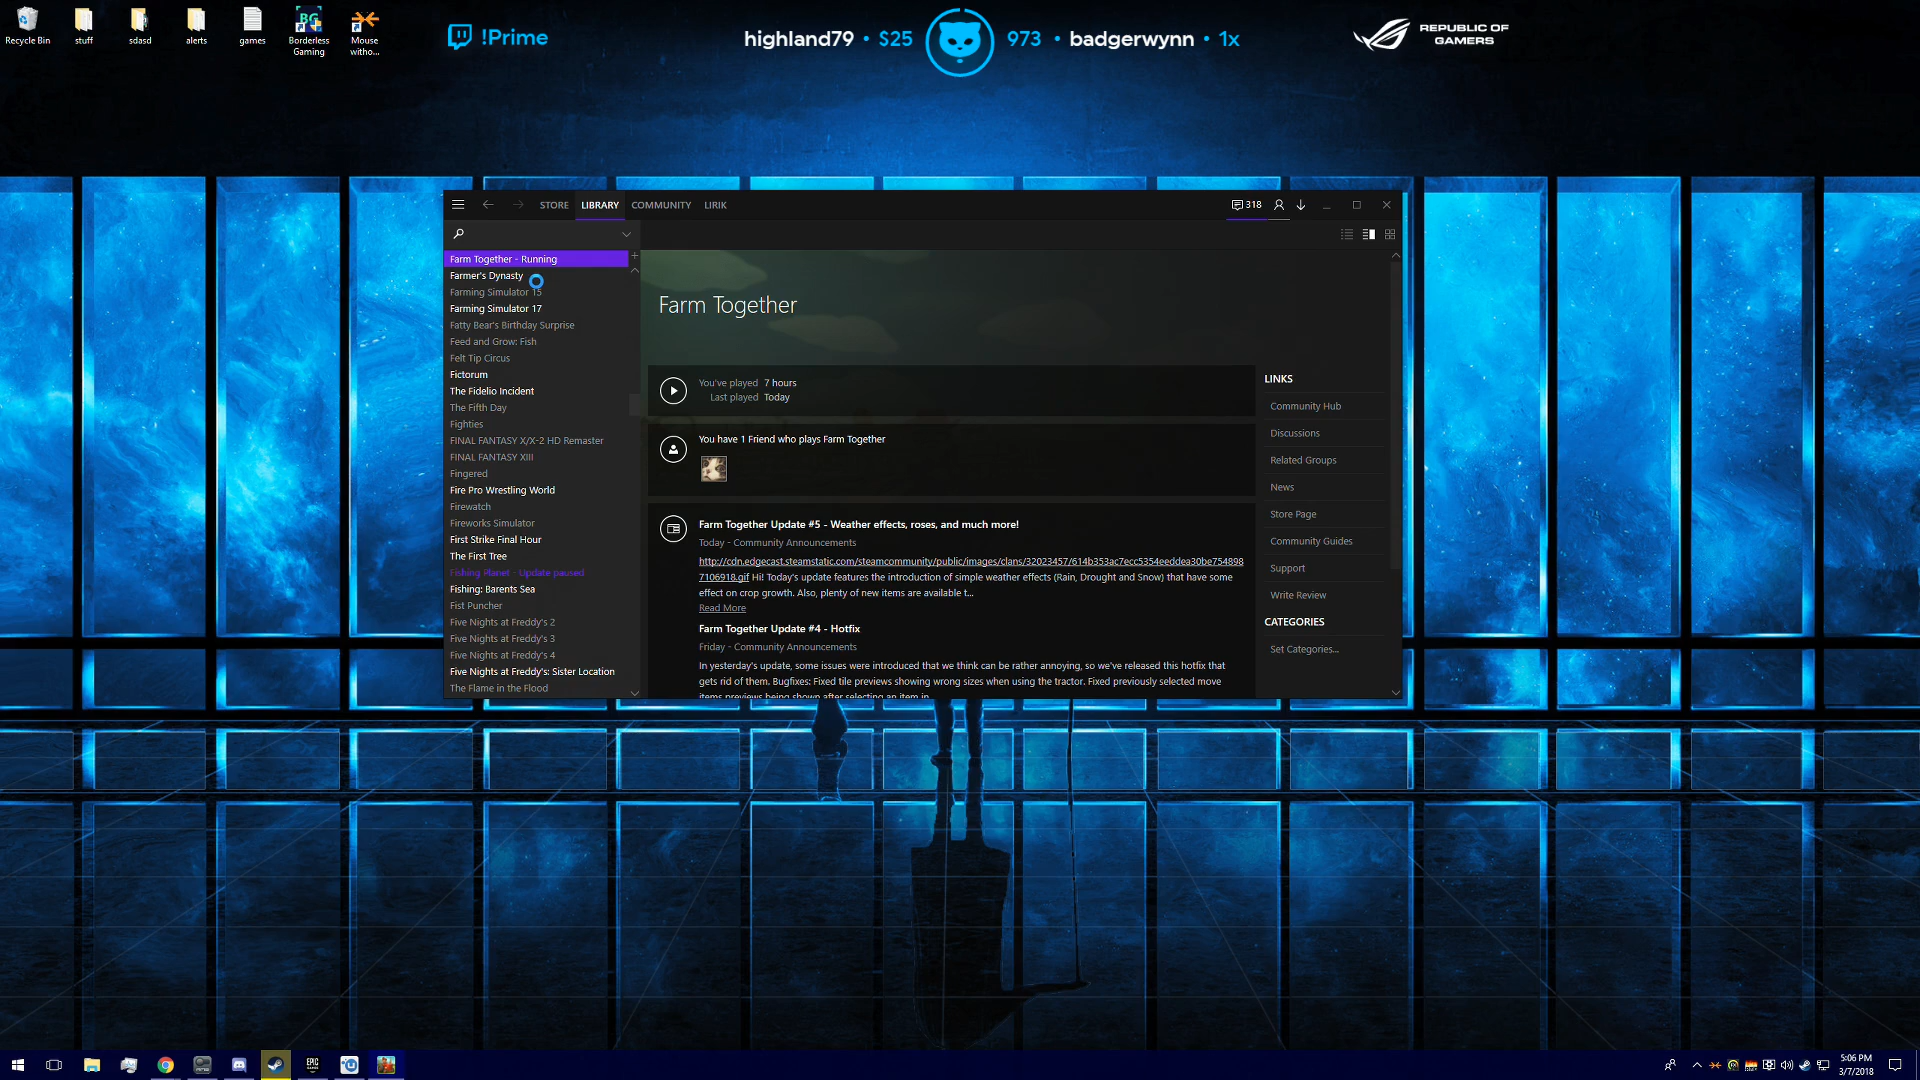 Recycle Bin
stuff
sdasd
alerts
games
Borderless
Gaming
Mouse
witho...
!Prime
highland79 • $25
973 • badgerwynn • 1x
REPUBLIC OF
GAMERS
STORE
LIBRARY
COMMUNITY
LIRIK
318
Farm Together - Running
Farmer's Dynasty
Farming Simulator 15
Farming Simulator 17
Fatty Bear's Birthday Surprise
Feed and Grow: Fish
Felt Tip Circus
Fictorum
The Fidelio Incident
The Fifth Day
Fighties
FINAL FANTASY X/X-2 HD Remaster
FINAL FANTASY XIII
Fingered
Fire Pro Wrestling World
Firewatch
Fireworks Simulator
First Strike Final Hour
The First Tree
Fishing Planet - Update paused
Fishing: Barents Sea
Fist Puncher
Five Nights at Freddy's 2
Five Nights at Freddy's 3
Five Nights at Freddy's 4
Five Nights at Freddy's: Sister Location
The Flame in the Flood
Farm Together
You've played 7 hours
Last played Today
You have 1 Friend who plays Farm Together
Farm Together Update #5 - Weather effects, roses, and much more!
Today - Community Announcements
http://cdn.edgecast.steamstatic.com/steamcommunity/public/images/clans/32023457/614b353ac7ecc5354eeddea30be754898
7106918.gif Hi! Today's update features the introduction of simple weather effects (Rain, Drought and Snow) that have some
effect on crop growth. Also, plenty of new items are available t...
Read More
Farm Together Update #4 - Hotfix
Friday - Community Announcements
In yesterday's update, some issues were introduced that we think can be rather annoying, so we've released this hotfix that
gets rid of them. Bugfixes: Fixed tile previews showing wrong sizes when using the tractor. Fixed previously selected move
items previews being shown after selecting an item in
LINKS
Community Hub
Discussions
Related Groups
News
Store Page
Community Guides
Support
Write Review
CATEGORIES
Set Categories...
EPIC
GAMES
5:06 PM
3/7/2018